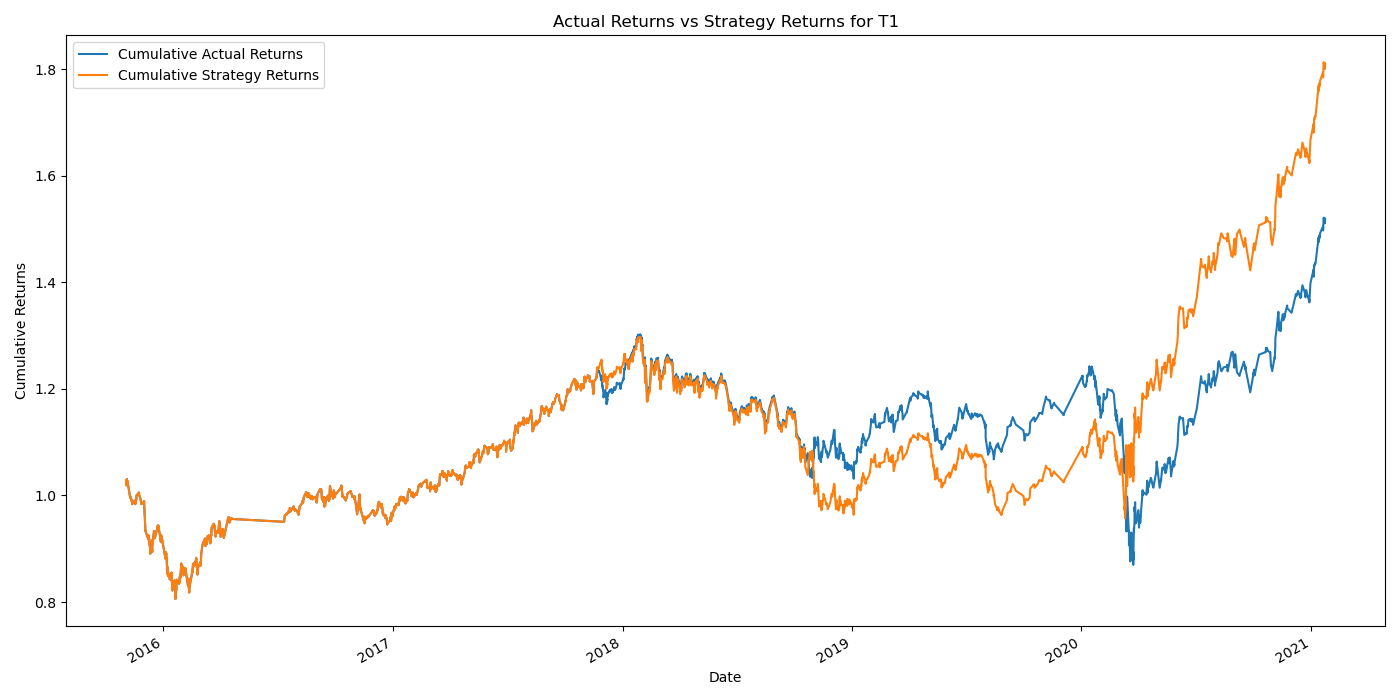 Actual Returns vs Strategy Returns for T1
Cumulative Actual Returns
Cumulative Strategy Returns
Cumulative Returns
1.8
1.6
1.4
1.2
1.0
0.8
2016
2017
2018
2019
2020
2021
Date